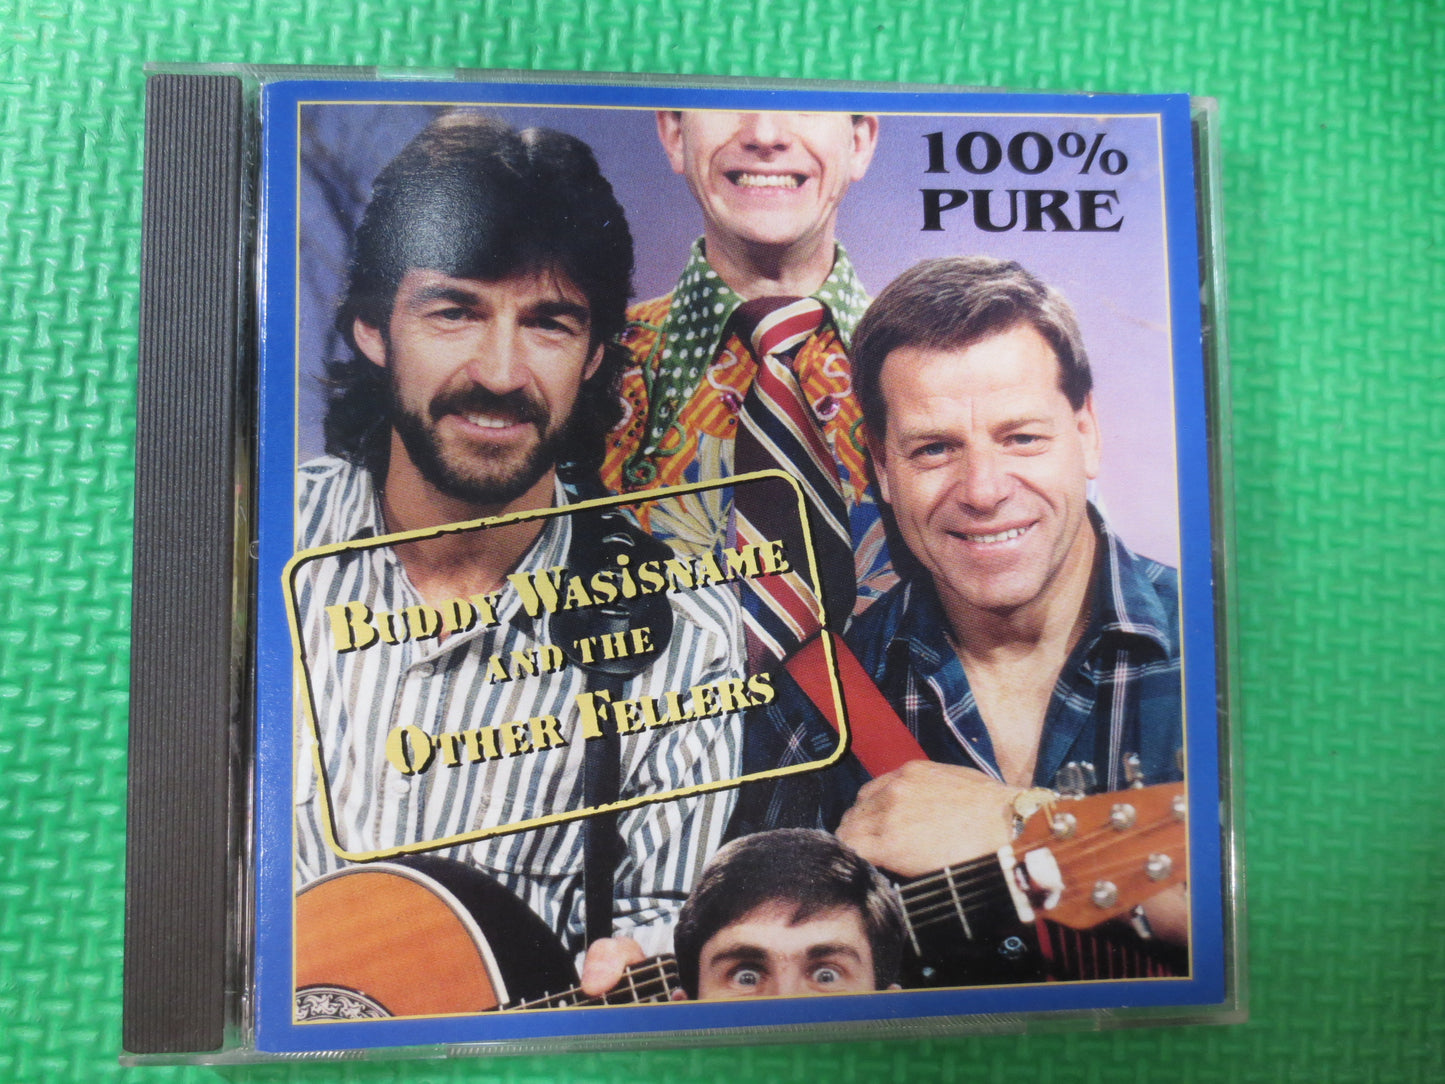 100%
PURE
BUDDY WASiSNAME
AND THE
OTHER FELLERS